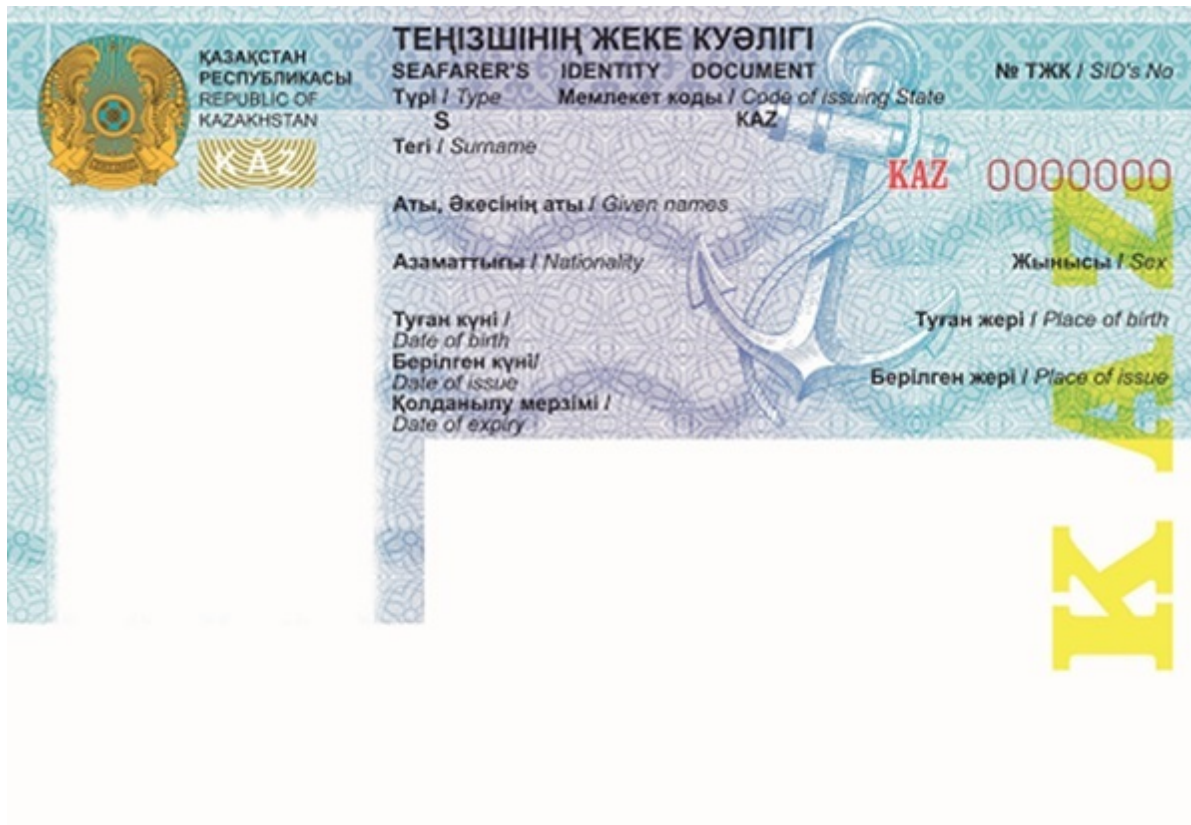 ҚАЗАҚСТАН
РЕСПУБЛИКАСЫ
REPUBLIC OF
KAZAKHSTAN
KAZ
ТЕҢІЗШІНІҢ ЖЕКЕ КУӘЛІГІ
SEAFARER'S IDENTITY DOCUMENT
№ ТЖК / SID's No
Түрі / Type Мемлекет коды / Code of issuing State
S KAZ
Тегі / Surname
KAZ 0000000
Аты, Әкесінің аты / Given names
Азаматтығы / Nationality
Жынысы / Sex
Туған күні /
Date of birth
Туған жері / Place of birth
Берілген күні/
Date of issue
Берілген жері / Place of issue
Қолданылу мерзімі /
Date of expiry
KAZ